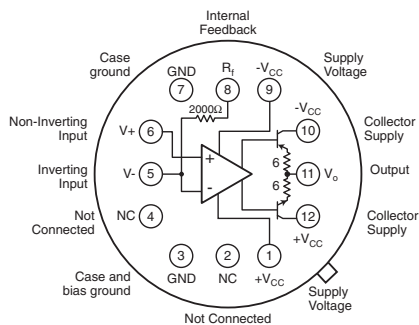 Internal
Feedback
Case
ground
Supply
Voltage
GND
7
Rf
8
-VCC
9
2000Ω
Non-Inverting
Input
V+
6
-VCC
10
Collector
Supply
+
6
Inverting
Input
V-
5
11
Vo
Output
-
6
Not
Connected
NC
4
12
+VCC
Collector
Supply
3
GND
2
NC
1
+VCC
Case and
bias ground
Supply
Voltage
Not Connected